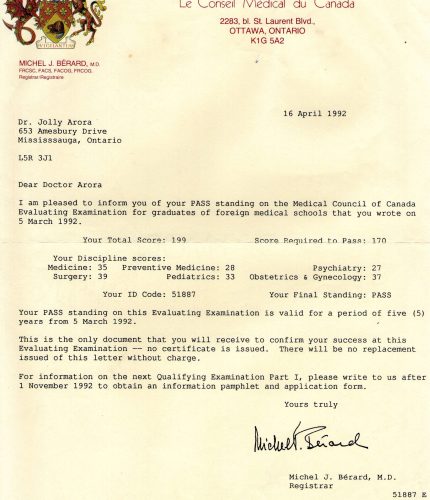 Le Conseil Médical du Canada
2283, bl. St. Laurent Blvd.,
OTTAWA, ONTARIO
K1G 5A2
VIGILANTES
MICHEL J. BÉRARD, M.D.
FRCSC, FACS, FACOG, FRCOG.
Registrar/Registraire
16 April 1992
Dr. Jolly Arora
653 Amesbury Drive
Mississsauga, Ontario
L5R 3J1
Dear Doctor Arora
I am pleased to inform you of your PASS standing on the Medical Council of Canada
Evaluating Examination for graduates of foreign medical schools that you wrote on
5 March 1992.
Your Total Score: 199 Score Required to Pass: 170
Your Discipline scores:
Medicine: 35 Preventive Medicine: 28 Psychiatry: 27
Surgery: 39 Pediatrics: 33 Obstetrics & Gynecology: 37
Your ID Code: 51887 Your Final Standing: PASS
Your PASS standing on this Evaluating Examination is valid for a period of five (5)
years from 5 March 1992.
This is the only document that you will receive to confirm your success at this
Evaluating Examination -- no certificate is issued. There will be no replacement
issued of this letter without charge.
For information on the next Qualifying Examination Part I, please write to us after
1 November 1992 to obtain an information pamphlet and application form.
Yours truly
Michel J. Bérard
Michel J. Bérard, M.D.
Registrar
51887 E